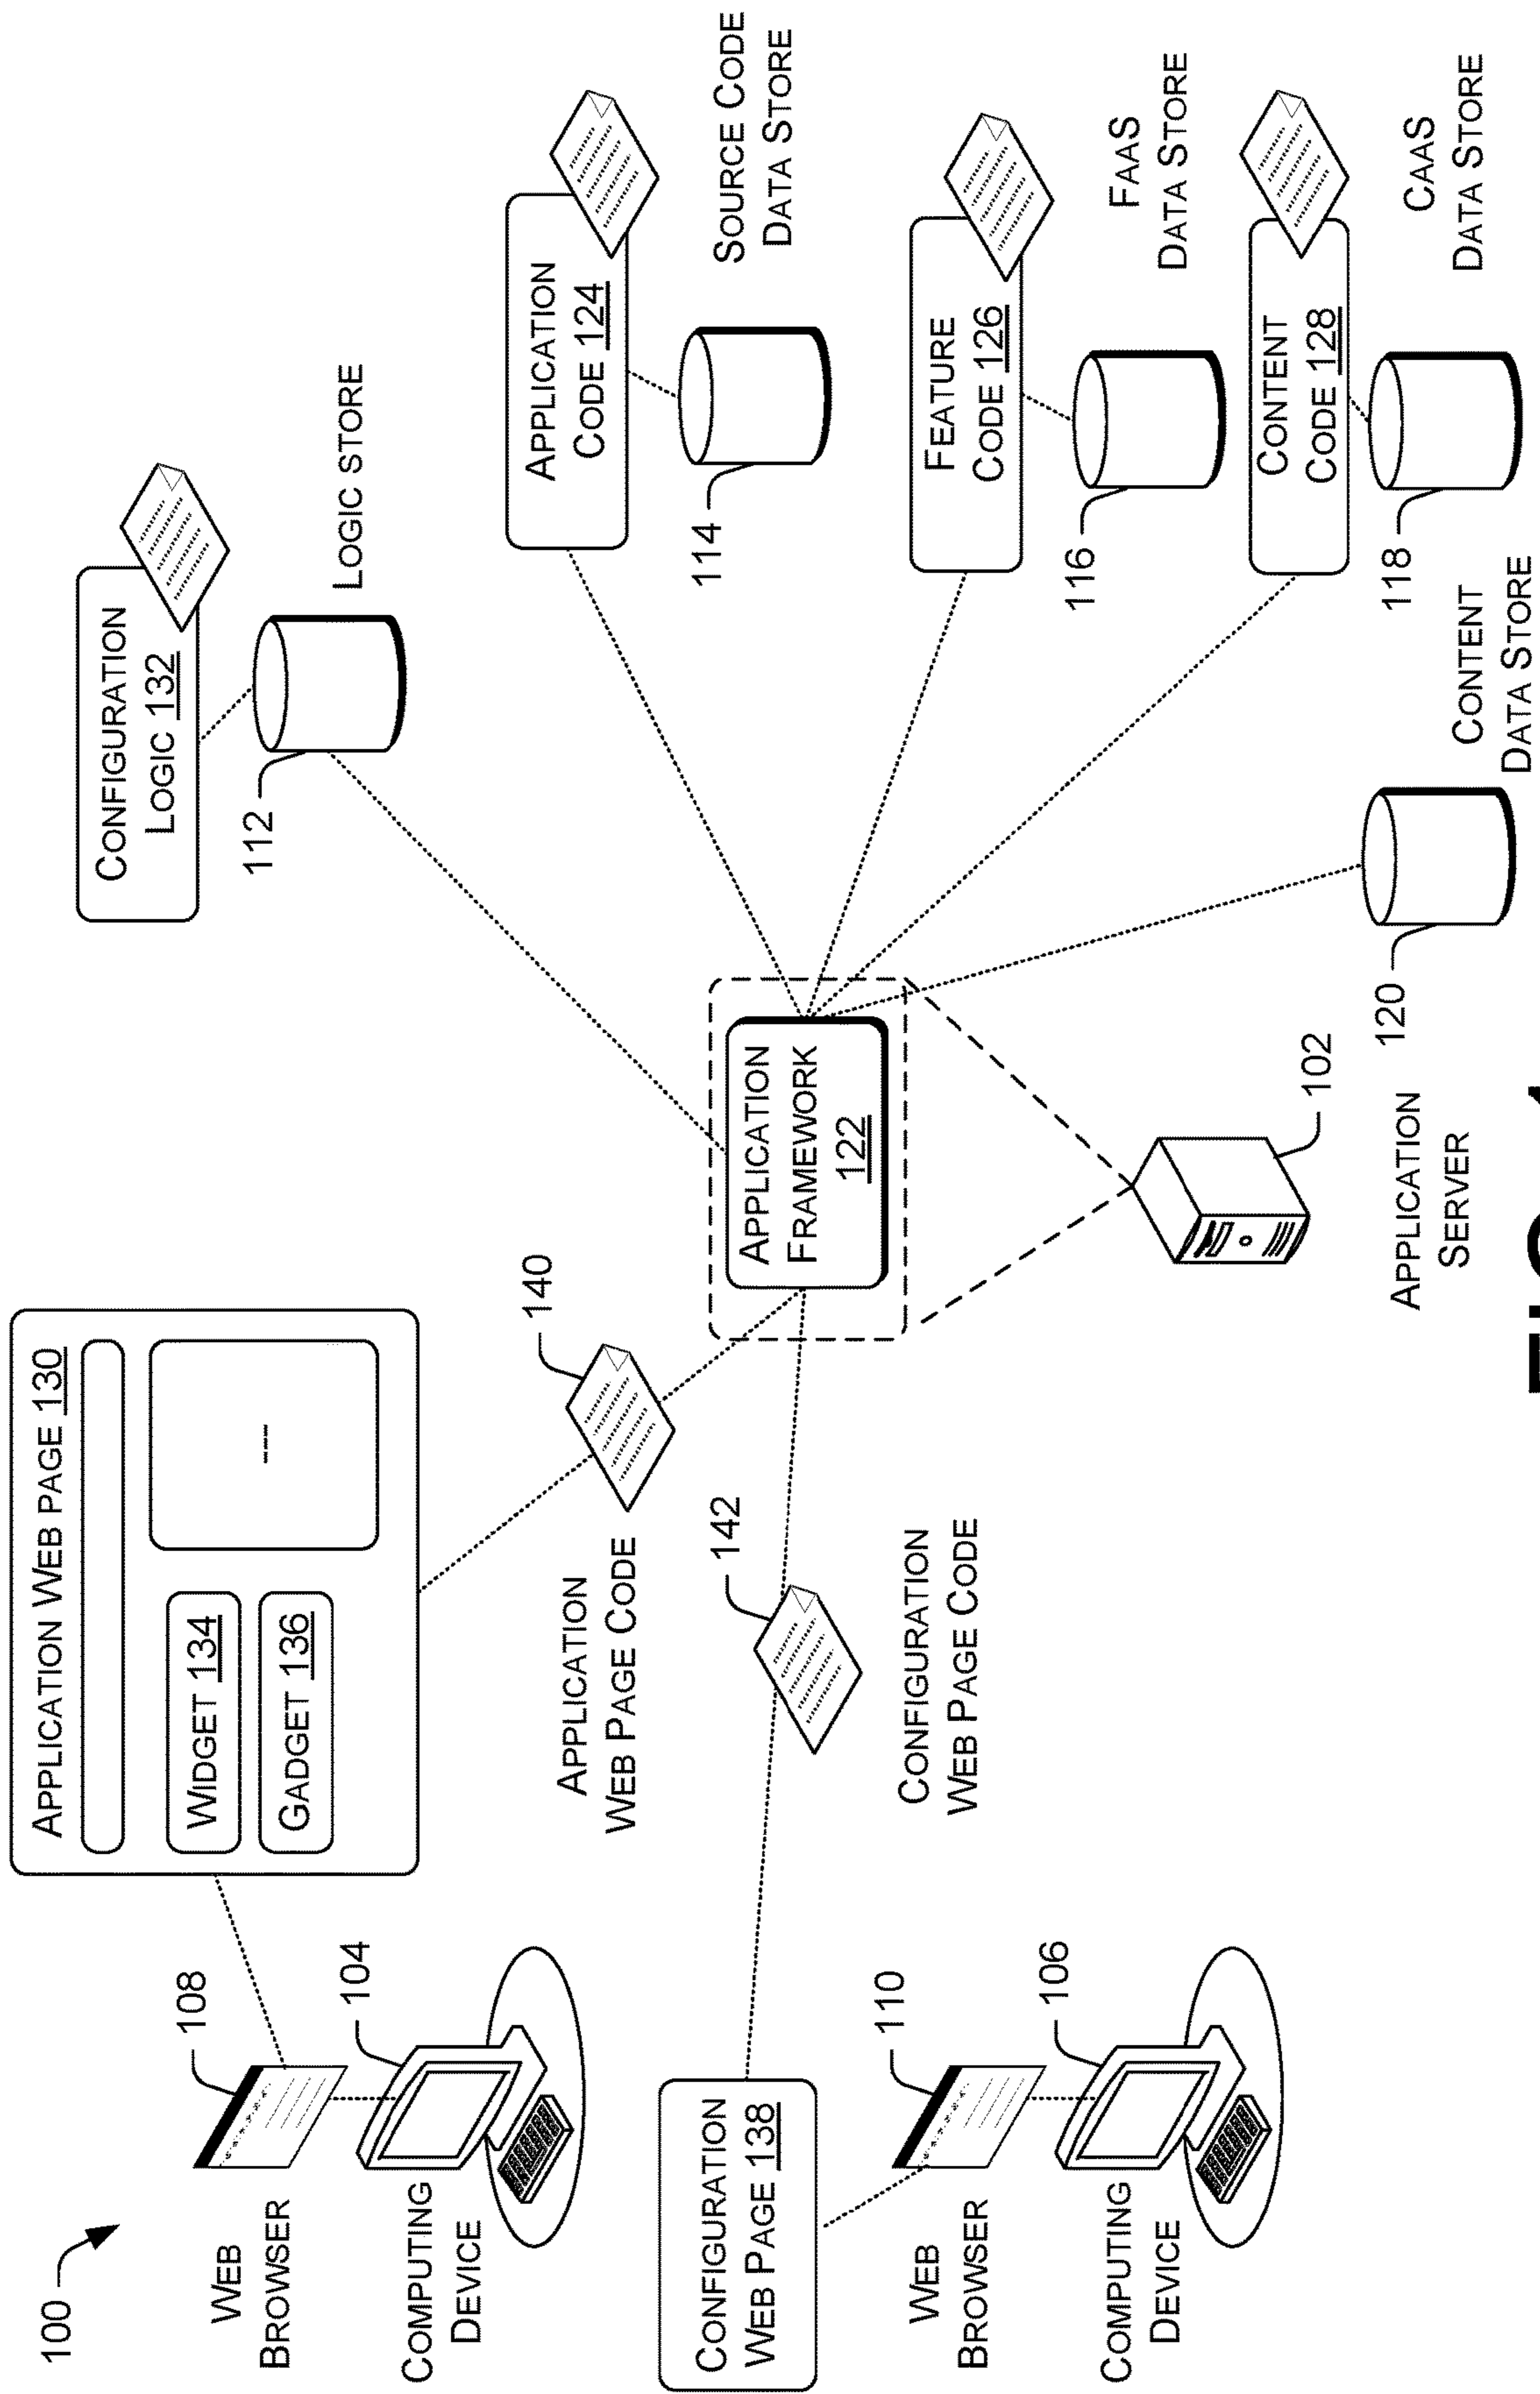 100
WEB
BROWSER
108
COMPUTING
DEVICE
104
APPLICATION WEB PAGE 130
WIDGET 134
GADGET 136
---
CONFIGURATION
LOGIC 132
112
LOGIC STORE
APPLICATION
CODE 124
114
SOURCE CODE
DATA STORE
140
APPLICATION
WEB PAGE CODE
CONFIGURATION
WEB PAGE 138
142
CONFIGURATION
WEB PAGE CODE
APPLICATION
FRAMEWORK
122
FEATURE
CODE 126
116
FAAS
DATA STORE
WEB
BROWSER
110
COMPUTING
DEVICE
106
102
APPLICATION
SERVER
CONTENT
CODE 128
118
CAAS
DATA STORE
120
CONTENT
DATA STORE